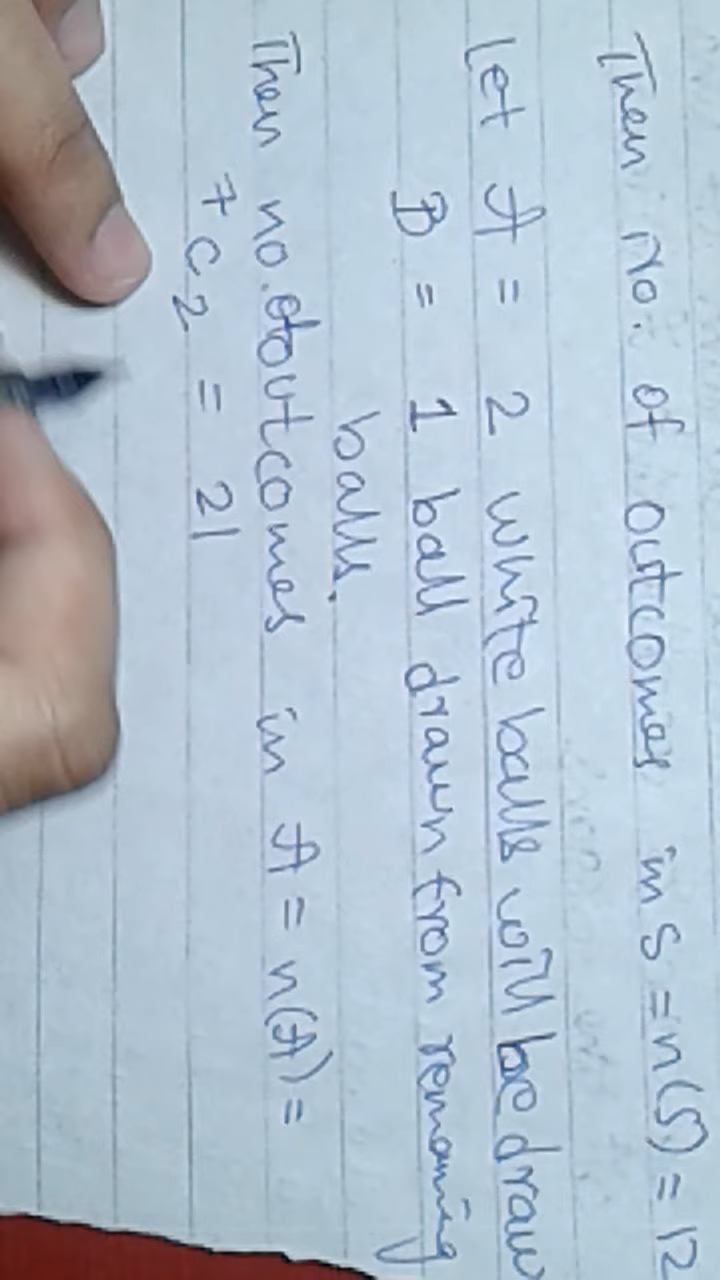 Then no. of outcomes in S = n(S) = 12
Let A = 2 white balls will be draw
B = 1 ball drawn from remaining
balls.
Then no. of outcomes in A = n(A) =
7C2 = 21